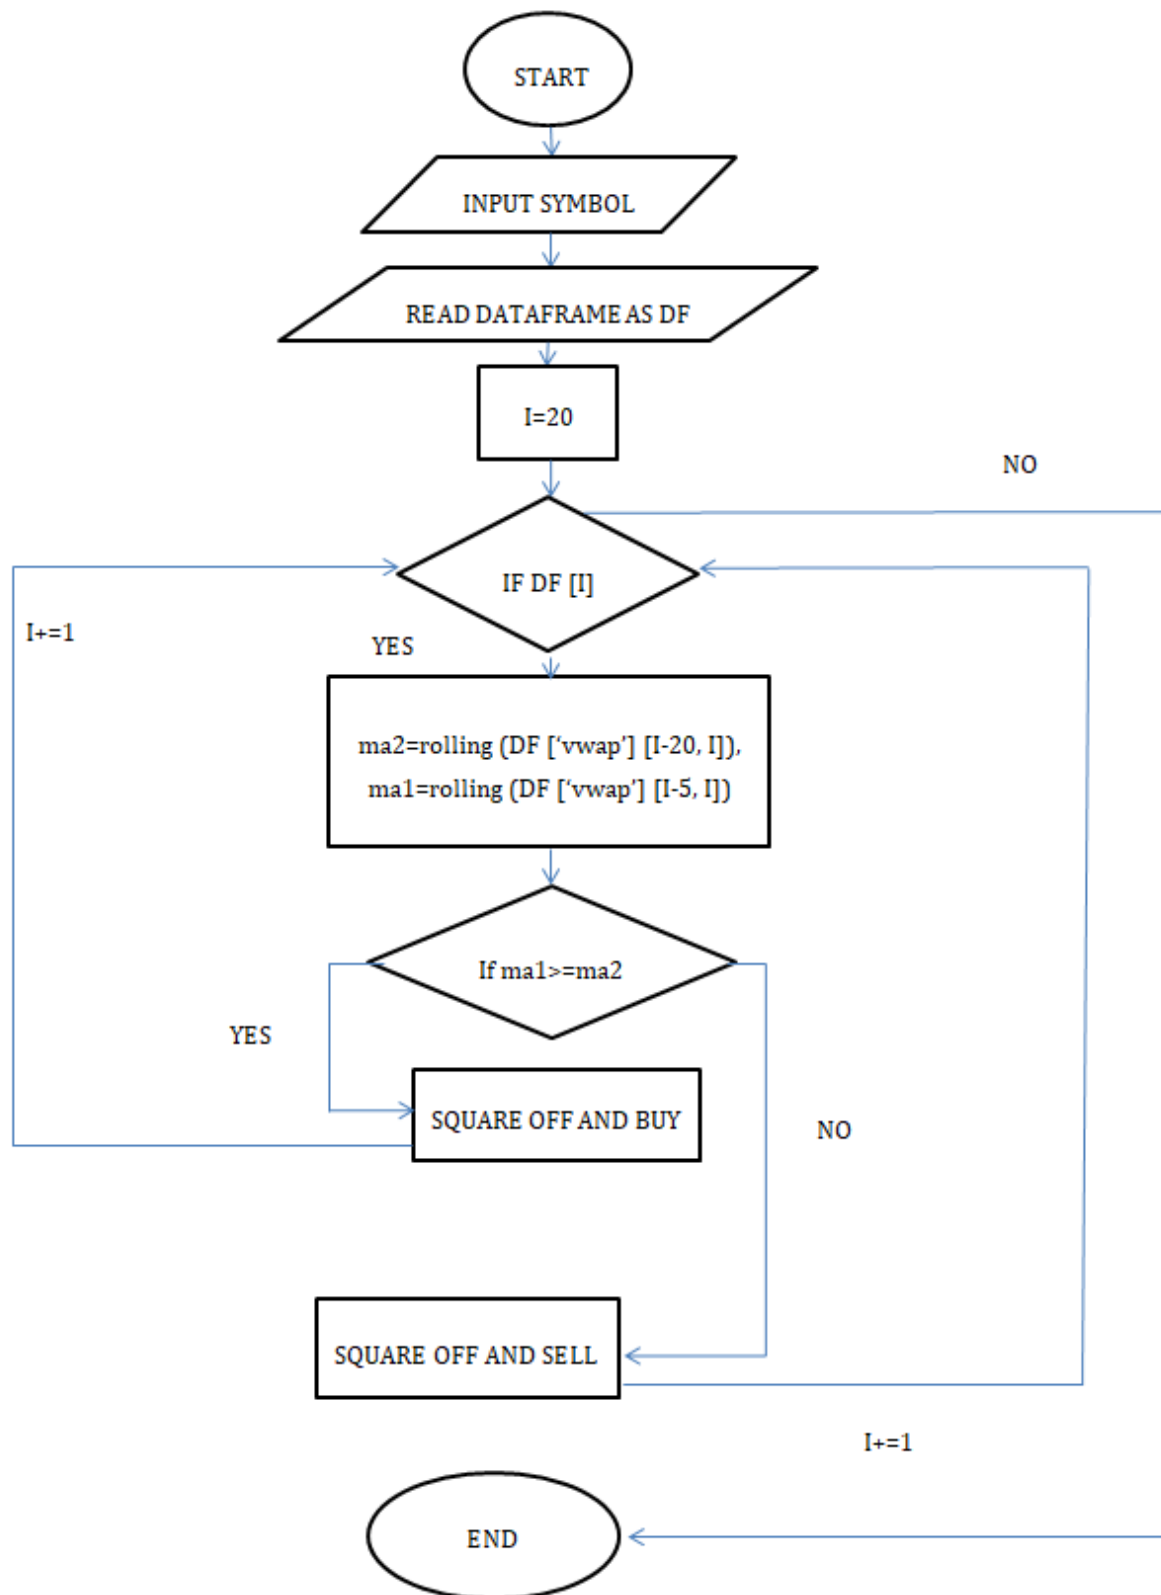 START
INPUT SYMBOL
READ DATAFRAME AS DF
I=20
NO
IF DF [I]
I+=1
YES
ma2=rolling (DF [‘vwap’] [I-20, I]),
ma1=rolling (DF [‘vwap’] [I-5, I])
If ma1>=ma2
YES
SQUARE OFF AND BUY
NO
SQUARE OFF AND SELL
I+=1
END